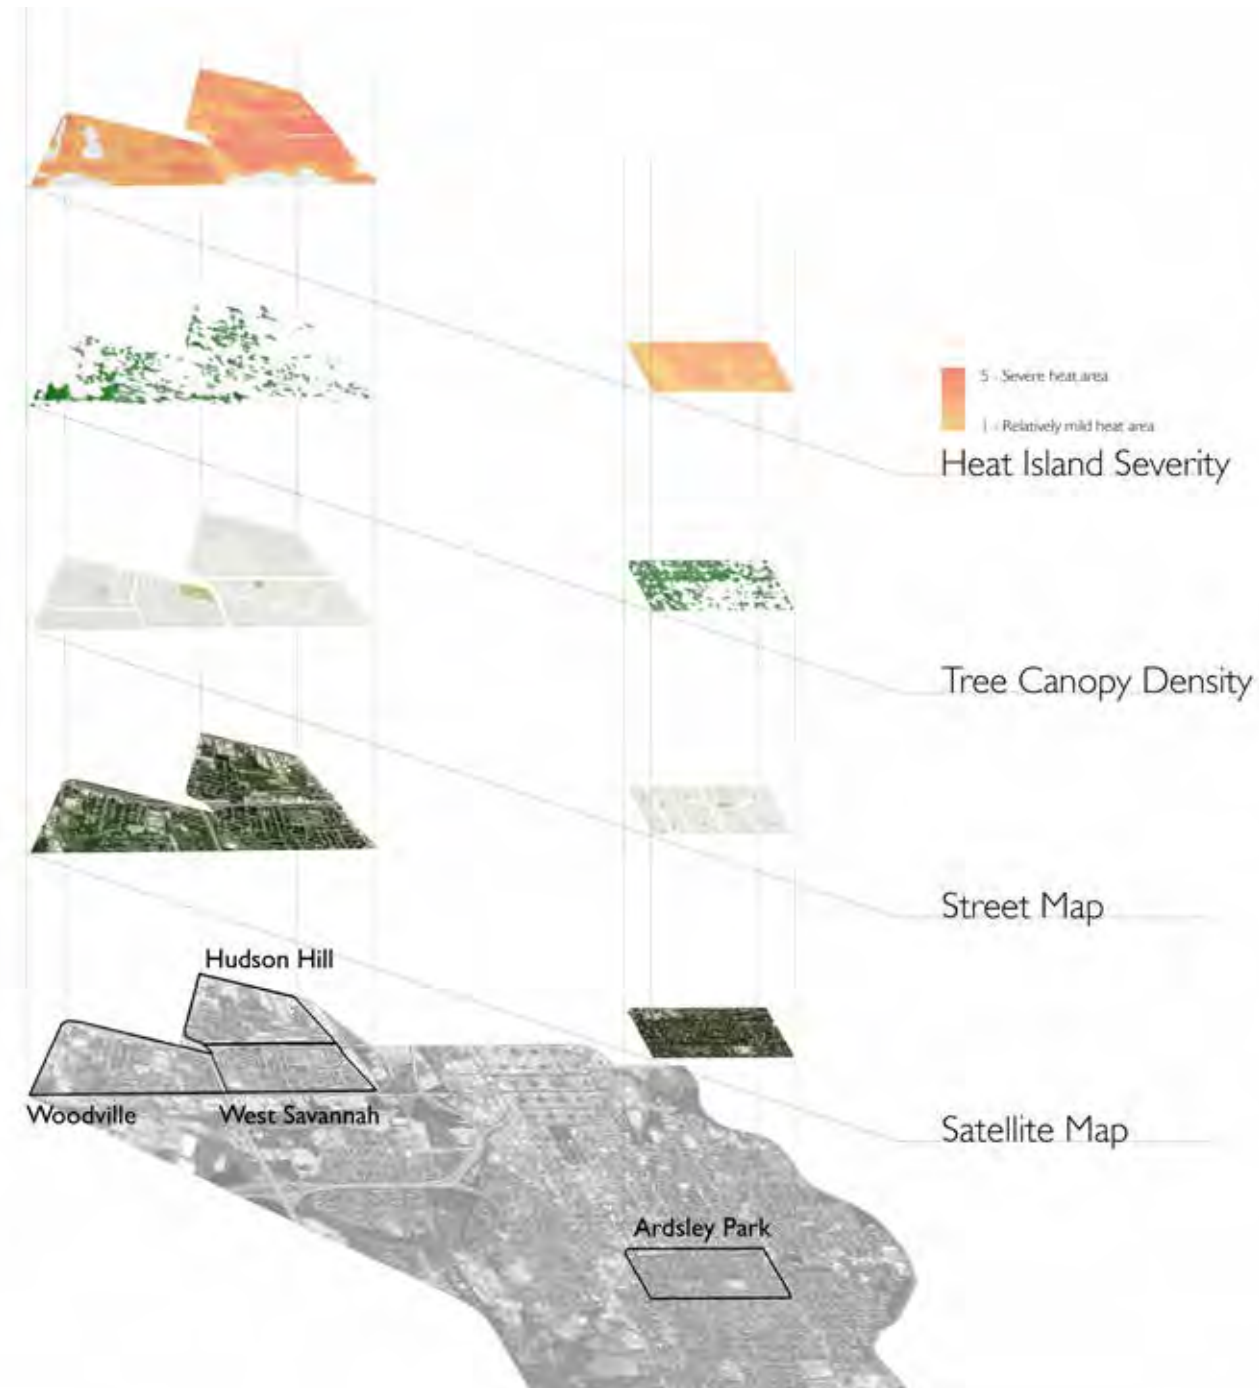 5 - Severe heat area
1 - Relatively mild heat area
Heat Island Severity
Tree Canopy Density
Street Map
Hudson Hill
Woodville
West Savannah
Satellite Map
Ardsley Park